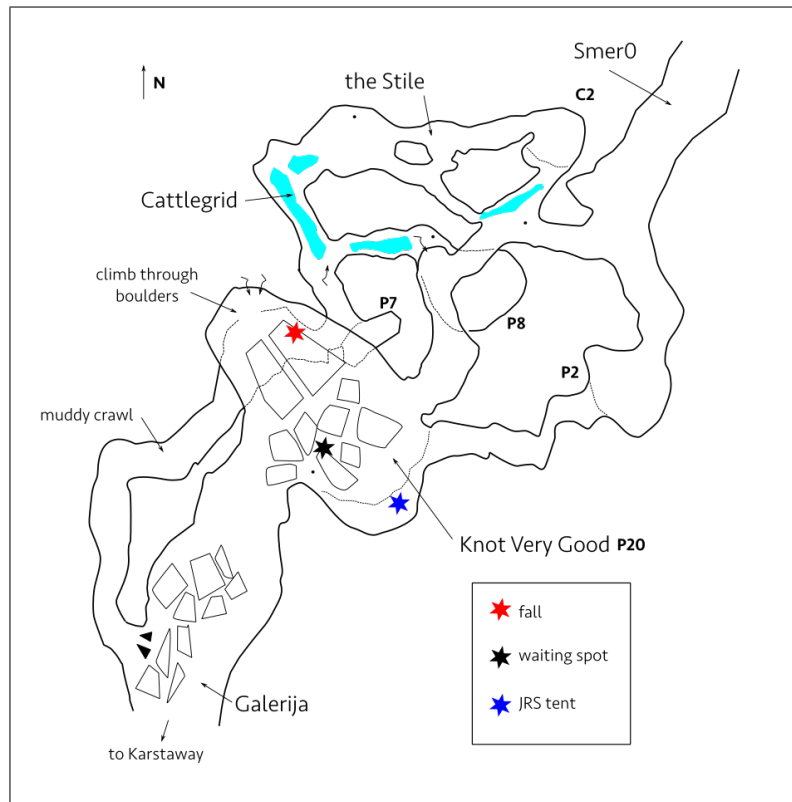 Smer0
N
the Stile
C2
Cattlegrid
climb through
boulders
P7
P8
P2
muddy crawl
Knot Very Good P20
fall
waiting spot
JRS tent
Galerija
to Karstaway